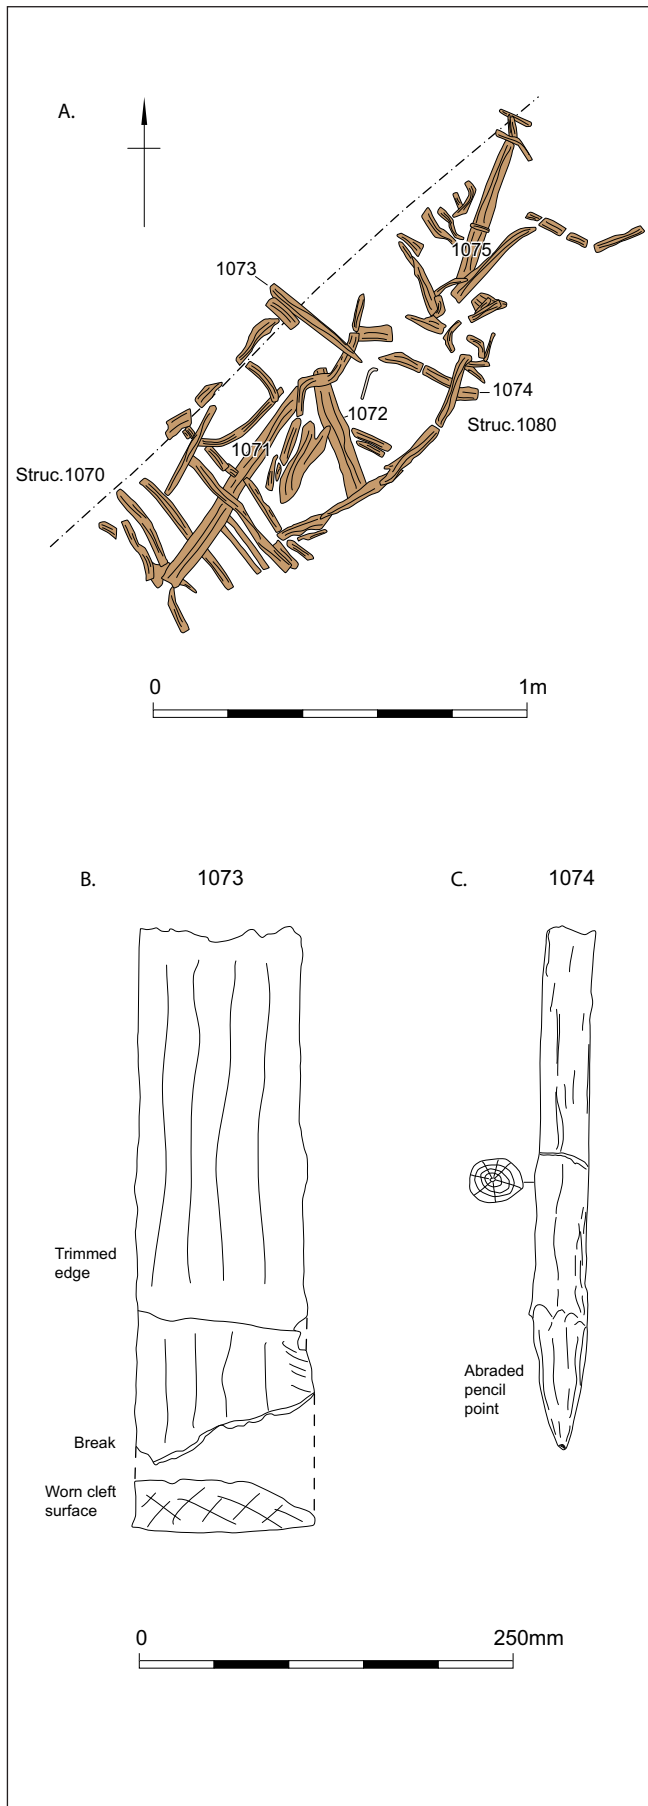 A.
1073
1075
1074
1072
Struc.1080
1071
Struc.1070
0 1m
B. 1073 C. 1074
Trimmed
edge
Abraded
pencil
point
Break
Worn cleft
surface
0 250mm